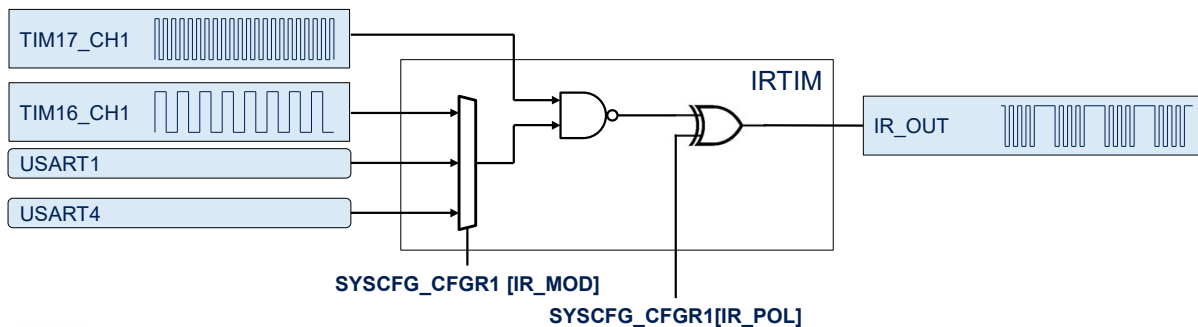 TIM17_CH1
IRTIM
TIM16_CH1
IR_OUT
USART1
USART4
SYSCFG_CFGR1 [IR_MOD]
SYSCFG_CFGR1[IR_POL]